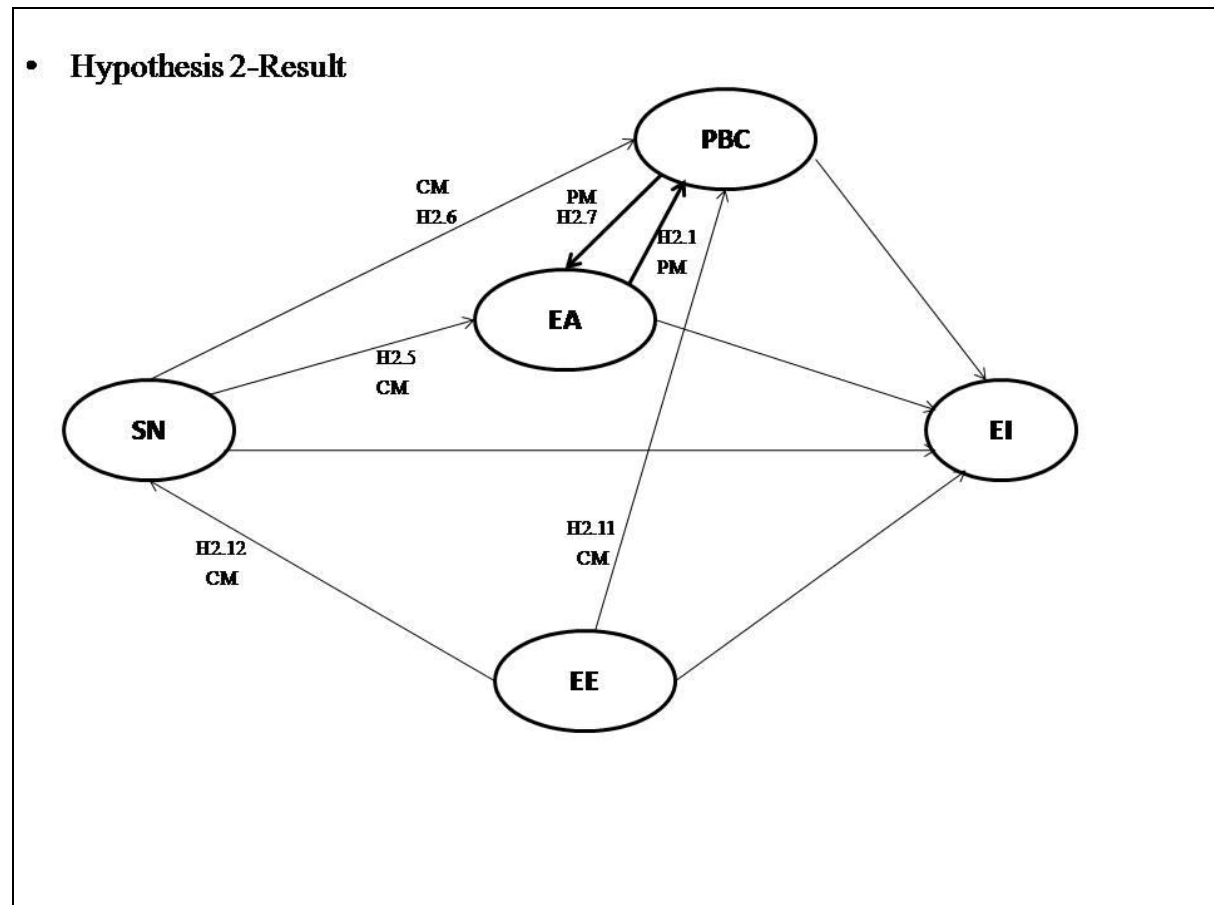 • Hypothesis 2-Result
PBC
CM
H2.6
PM
H2.7
H2.1
PM
EA
H2.5
CM
SN
EI
H2.11
CM
H2.12
CM
EE